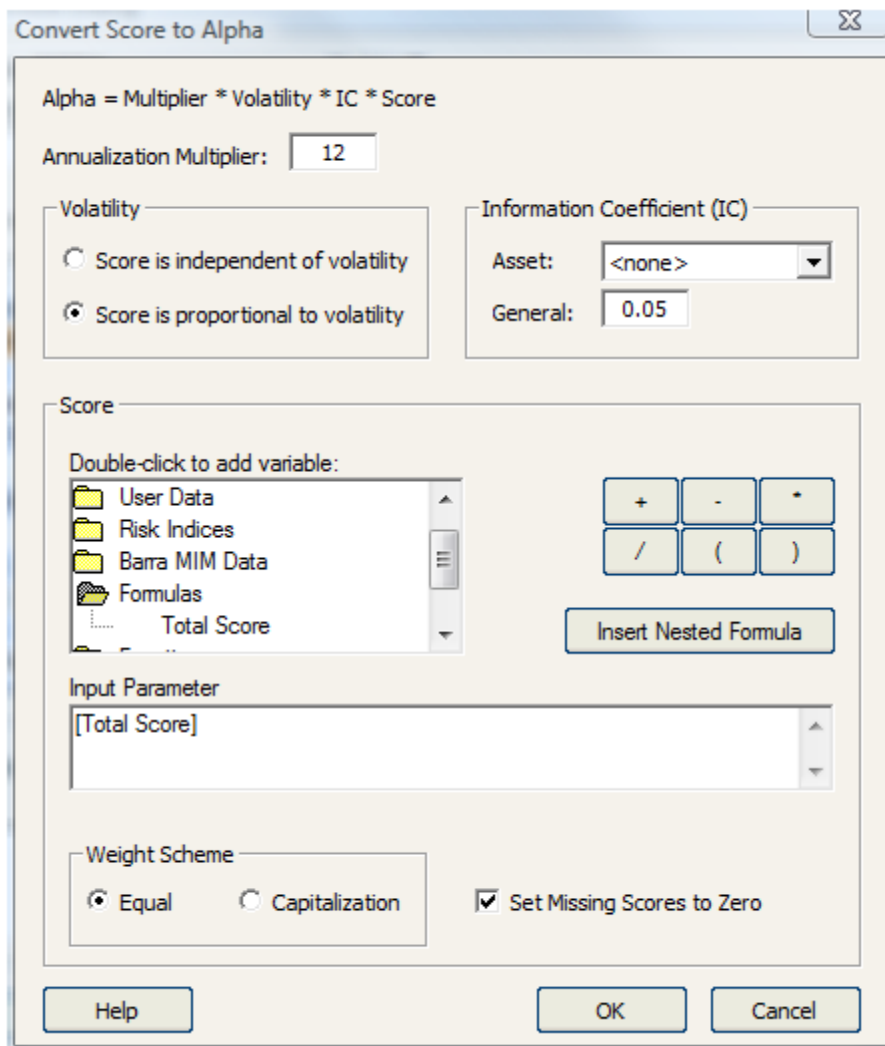 Convert Score to Alpha
Alpha = Multiplier * Volatility * IC * Score
Annualization Multiplier: 12
Volatility
Score is independent of volatility
Score is proportional to volatility
Information Coefficient (IC)
Asset: <none>
General: 0.05
Score
Double-click to add variable:
User Data
Risk Indices
Barra MIM Data
Formulas
Total Score
+ - *
/ ( )
Insert Nested Formula
Input Parameter
[Total Score]
Weight Scheme
Equal Capitalization
Set Missing Scores to Zero
Help OK Cancel